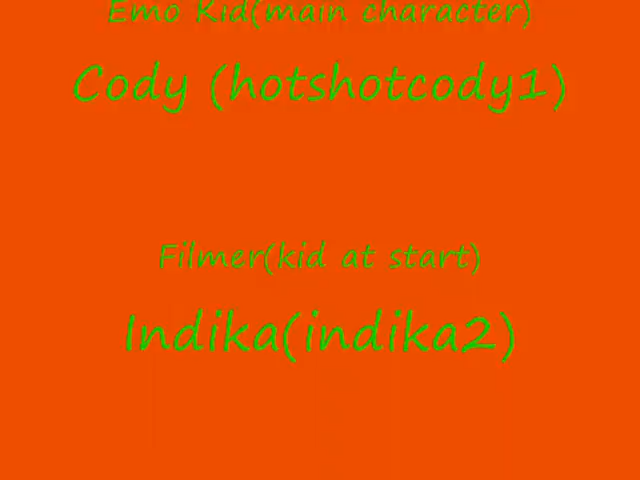 Emo Kid(main character)
Cody (hotshotcody1)
Filmer(kid at start)
Indika(indika2)